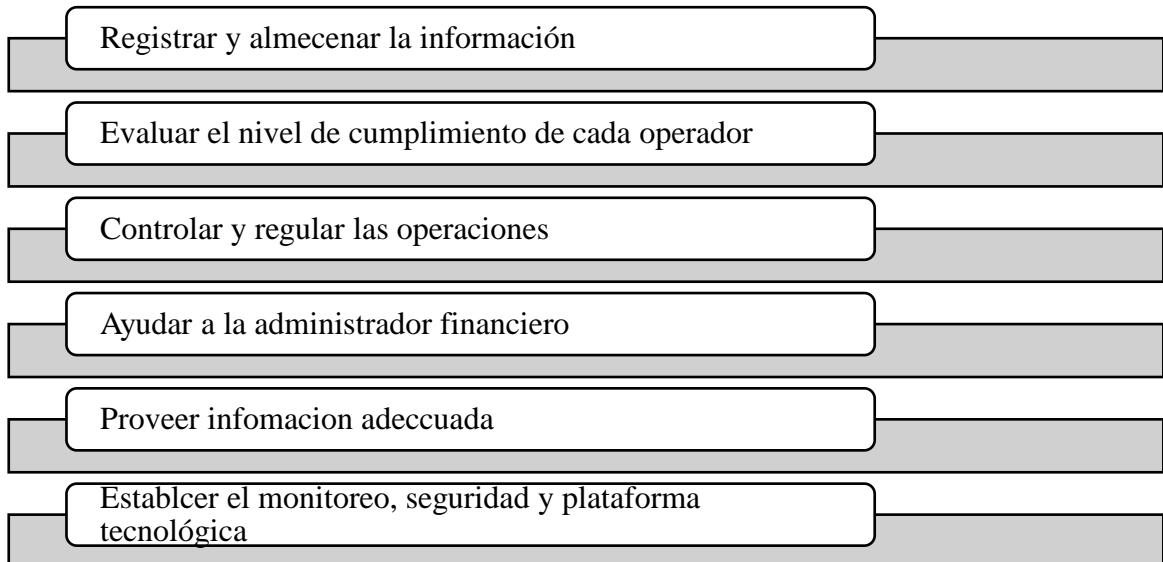 Registrar y almecenar la información
Evaluar el nivel de cumplimiento de cada operador
Controlar y regular las operaciones
Ayudar a la administrador financiero
Proveer infomacion adeccuada
Establcer el monitoreo, seguridad y plataforma
tecnológica